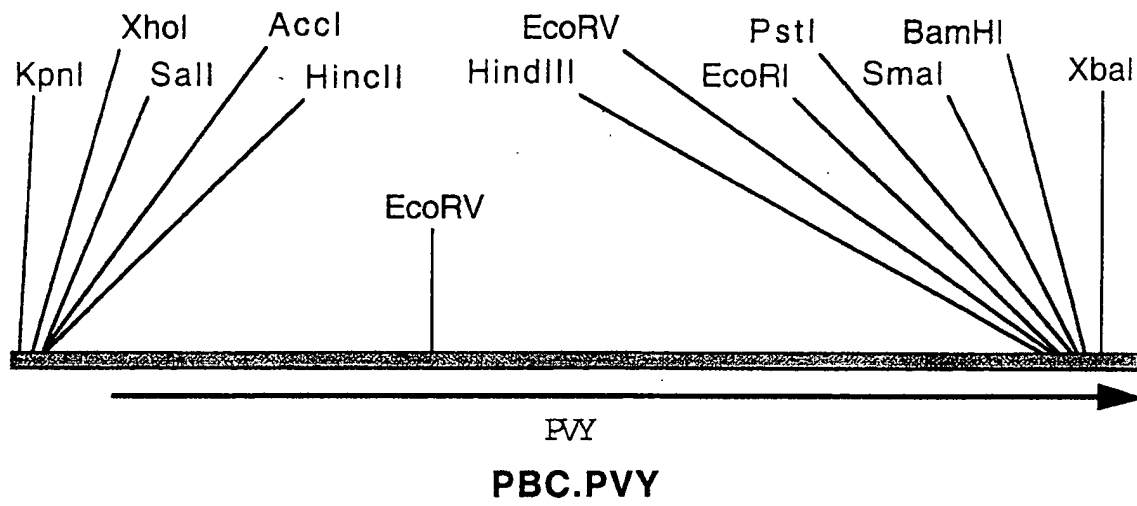 XhoI
AccI
EcoRV
PstI
BamHI
KpnI
SalI
HincII
HindIII
EcoRI
SmaI
XbaI
EcoRV
PVY
PBC.PVY